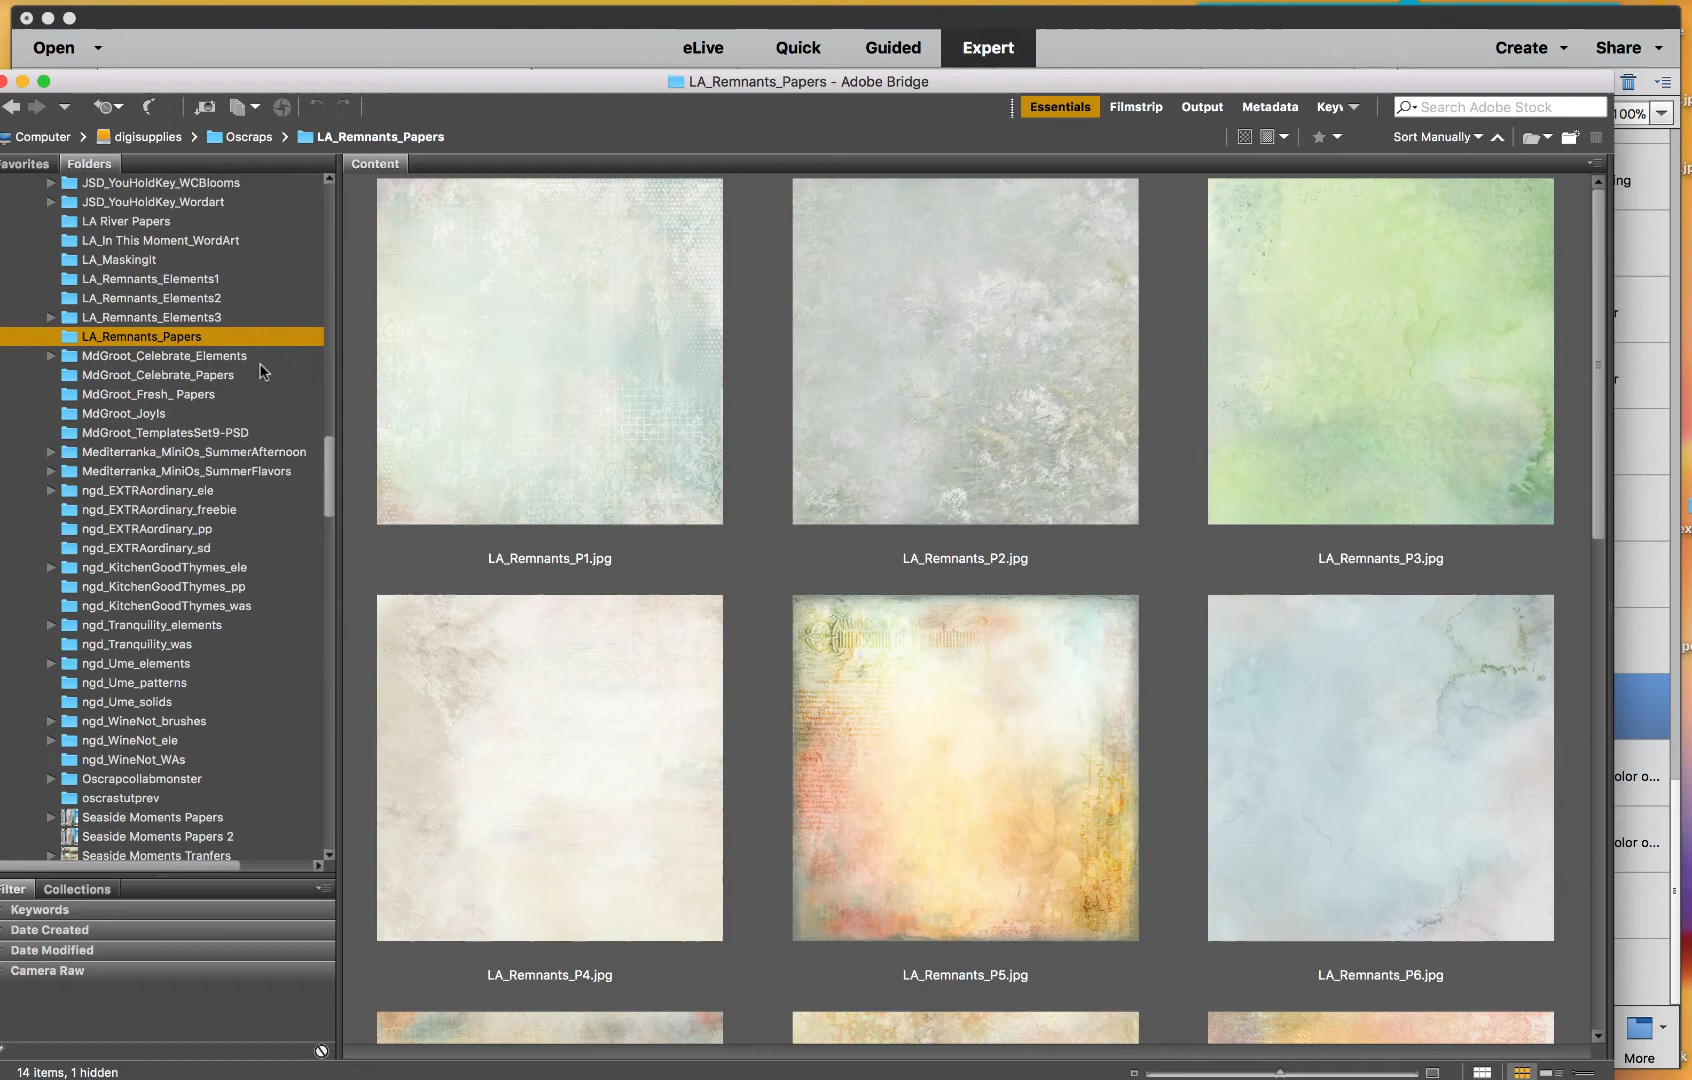 Open
eLive
Quick
Guided
Expert
Create
Share
LA_Remnants_Papers - Adobe Bridge
Essentials
Filmstrip
Output
Metadata
Search Adobe Stock
100%
Computer
digisupplies
Oscraps
LA_Remnants_Papers
Sort Manually
Folders
Content
JSD_YouHoldKey_WCBlooms
JSD_YouHoldKey_Wordart
LA River Papers
LA_In This Moment_WordArt
LA_MaskingIt
LA_Remnants_Elements1
LA_Remnants_Elements2
LA_Remnants_Elements3
LA_Remnants_Papers
MdGroot_Celebrate_Elements
MdGroot_Celebrate_Papers
MdGroot_Fresh_ Papers
MdGroot_JoyIs
MdGroot_TemplatesSet9-PSD
Mediterranka_MiniOs_SummerAfternoon
Mediterranka_MiniOs_SummerFlavors
ngd_EXTRAordinary_ele
ngd_EXTRAordinary_freebie
ngd_EXTRAordinary_pp
ngd_EXTRAordinary_sd
ngd_KitchenGoodThymes_ele
ngd_KitchenGoodThymes_pp
ngd_KitchenGoodThymes_was
ngd_Tranquility_elements
ngd_Tranquility_was
ngd_Ume_elements
ngd_Ume_patterns
ngd_Ume_solids
ngd_WineNot_brushes
ngd_WineNot_ele
ngd_WineNot_WAs
Oscrapcollabmonster
oscrastutprev
Seaside Moments Papers
Seaside Moments Papers 2
Seaside Moments Tranfers
Collections
Keywords
Date Created
Date Modified
Camera Raw
14 items, 1 hidden
LA_Remnants_P1.jpg
LA_Remnants_P2.jpg
LA_Remnants_P3.jpg
LA_Remnants_P4.jpg
LA_Remnants_P5.jpg
LA_Remnants_P6.jpg
olor o...
olor o...
More